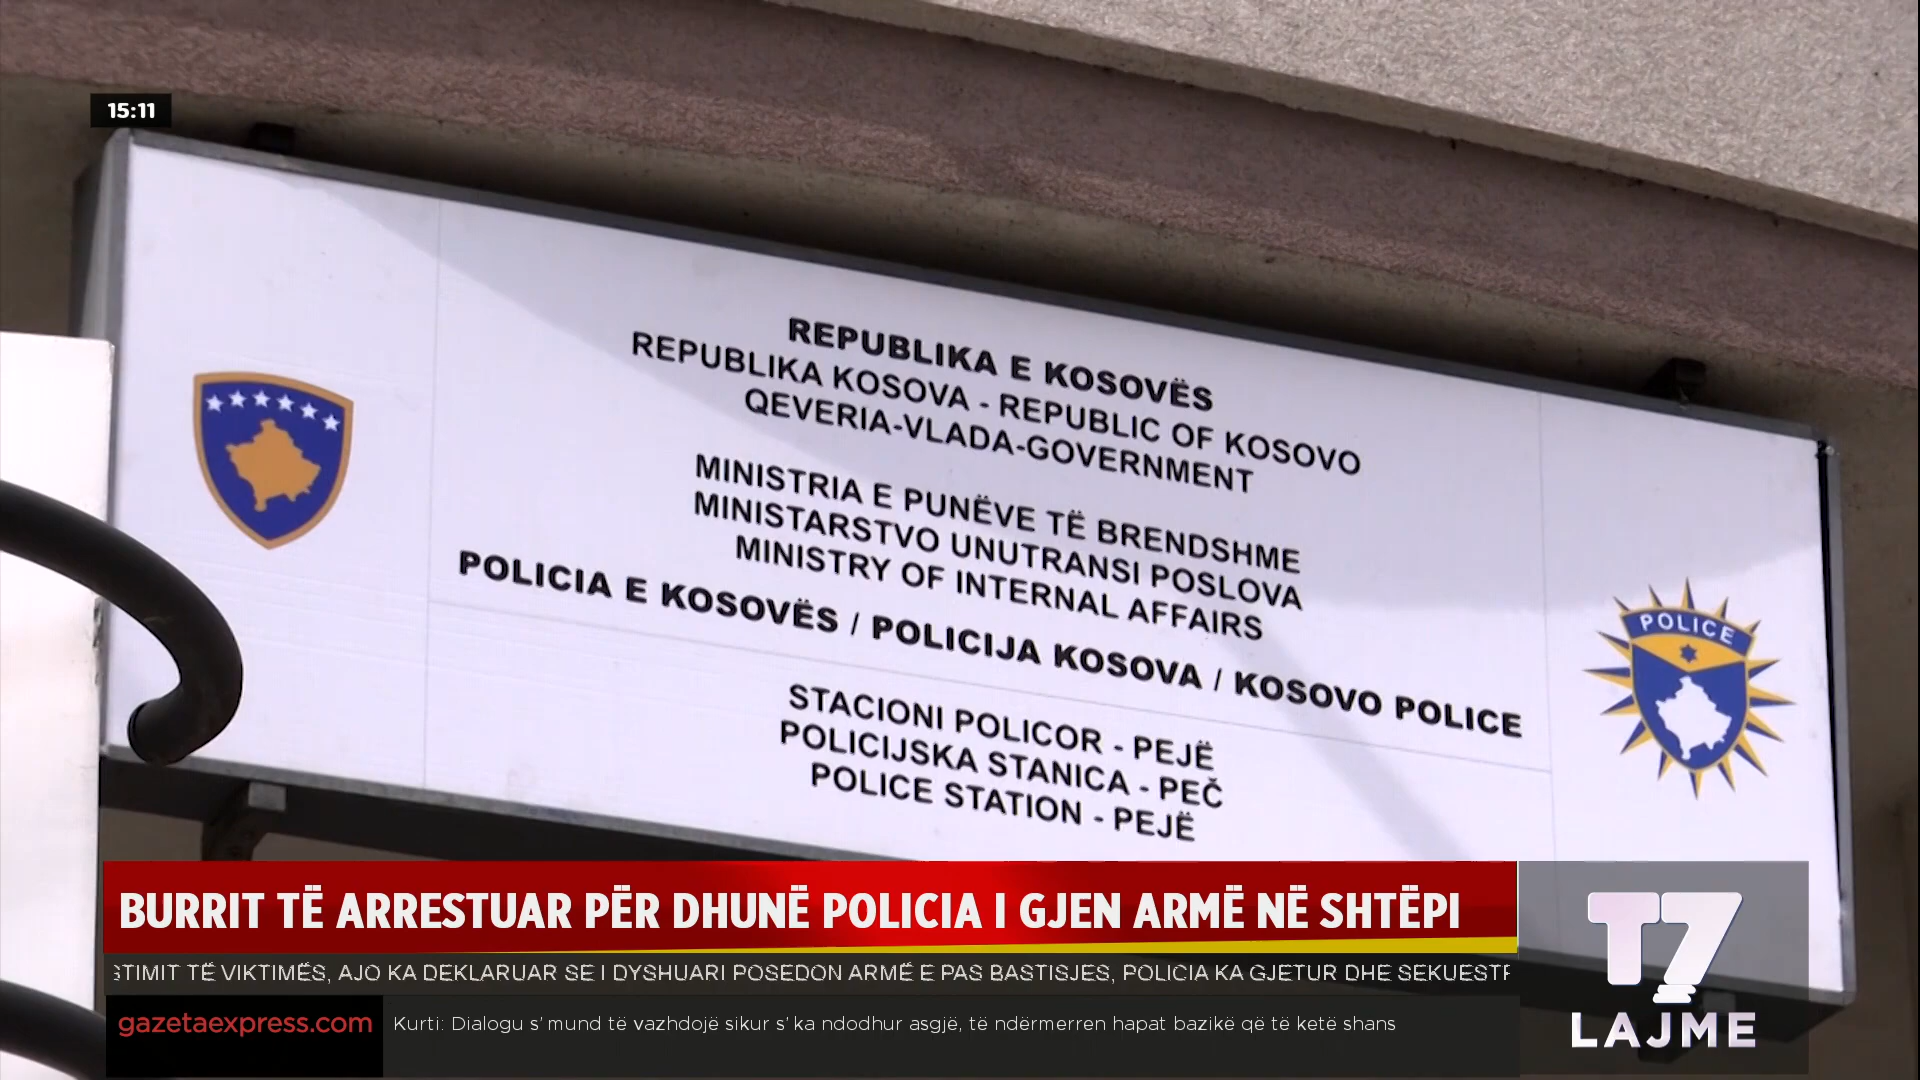 15:11
REPUBLIKA E KOSOVËS
REPUBLIKA KOSOVA - REPUBLIC OF KOSOVO
QEVERIA-VLADA-GOVERNMENT
MINISTRIA E PUNËVE TË BRENDSHME
MINISTARSTVO UNUTRANSI POSLOVA
MINISTRY OF INTERNAL AFFAIRS
POLICIA E KOSOVËS / POLICIJA KOSOVA / KOSOVO POLICE
POLICE
STACIONI POLICOR - PEJË
POLICIJSKA STANICA - PEČ
POLICE STATION - PEJË
BURRIT TË ARRESTUAR PËR DHUNË POLICIA I GJEN ARMË NË SHTËPI
TË VIKTIMËS, AJO KA DEKLARUAR SE I DYSHUARI POSEDON ARMË E PAS BASTISJES, POLICIA KA GJETUR DHE
gazetaexpress.com Kurti: Dialogu s' mund të vazhdojë sikur s' ka ndodhur asgjë, të ndërmerren hapat bazikë që të ketë shans
T7
LAJME